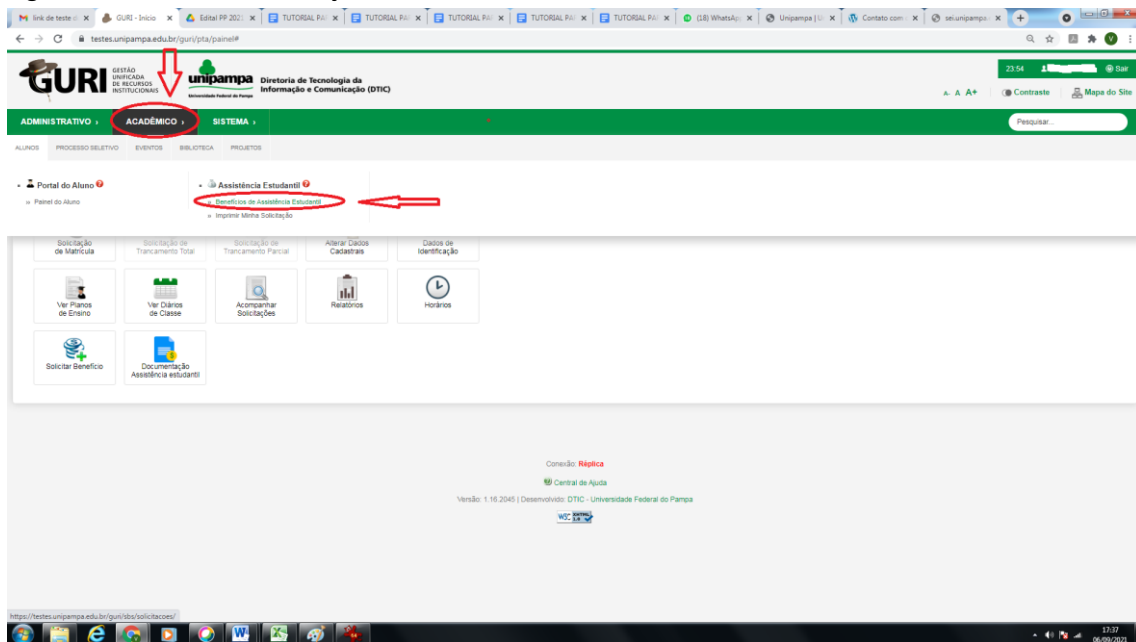 link de teste
GURI - Inicio
Edital PP 202
TUTORIAL PA
TUTORIAL PA
TUTORIAL PA
TUTORIAL PA
TUTORIAL PA
(18) WhatsAp
Unipampa | U
Contato com
sei.unipampa
testes.unipampa.edu.br/guri/pta/painel#
GURI
GESTÃO
UNIFICADA
DE RECURSOS
INSTITUCIONAIS
unipampa
Universidade Federal do Pampa
Diretoria de Tecnologia da
Informação e Comunicação (DTIC)
23:54
Sair
A- A A+
Contraste
Mapa do Site
ADMINISTRATIVO ›
ACADÊMICO ›
SISTEMA ›
Pesquisar...
ALUNOS
PROCESSO SELETIVO
EVENTOS
BIBLIOTECA
PROJETOS
Portal do Aluno
» Painel do Aluno
Assistência Estudantil
» Benefícios de Assistência Estudantil
» Imprimir Minha Solicitação
Solicitação
de Matrícula
Solicitação de
Trancamento Total
Solicitação de
Trancamento Parcial
Alterar Dados
Cadastrais
Dados de
Identificação
Ver Planos
de Ensino
Ver Diários
de Classe
Acompanhar
Solicitações
Relatórios
Horários
Solicitar Benefício
Documentação
Assistência estudantil
Conexão: Réplica
Central de Ajuda
Versão: 1.16.2045 | Desenvolvido: DTIC - Universidade Federal do Pampa
W3C XHTML 1.0
https://testes.unipampa.edu.br/guri/sbs/solicitacoes/
17:37
06/09/2021